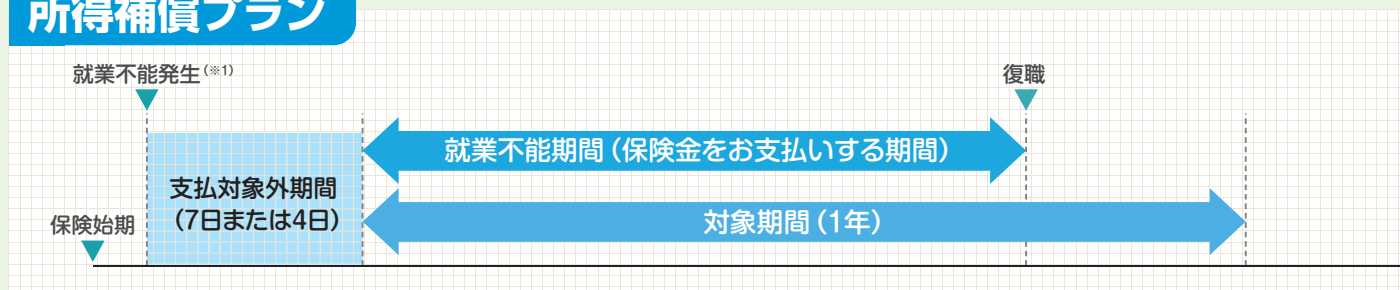 所得補償プラン
就業不能発生(※1)
復職
就業不能期間(保険金をお支払いする期間)
支払対象外期間
(7日または4日)
対象期間(1年)
保険始期